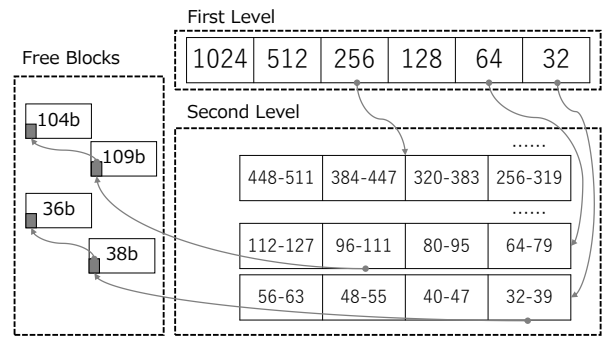 First Level
1024 512 256 128 64 32
Free Blocks
104b
109b
36b
38b
Second Level
......
448-511 384-447 320-383 256-319
......
112-127 96-111 80-95 64-79
56-63 48-55 40-47 32-39